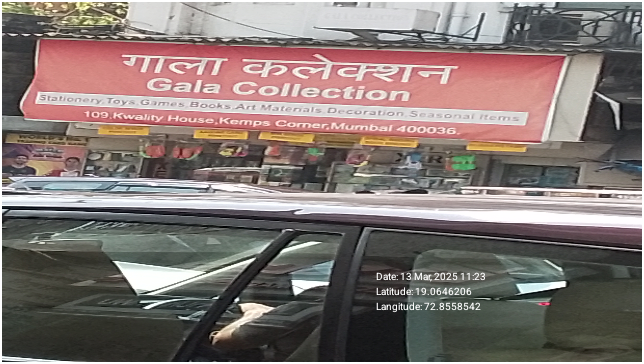 गाला कलेक्शन
Gala Collection
Stationery,Toys,Games,Books,Art Materials,Decoration,Seasonal Items
109,Kwality House,Kemps Corner,Mumbai 400036.
Date: 13 Mar, 2025 11:23
Latitude: 19.0646206
Longitude: 72.8558542